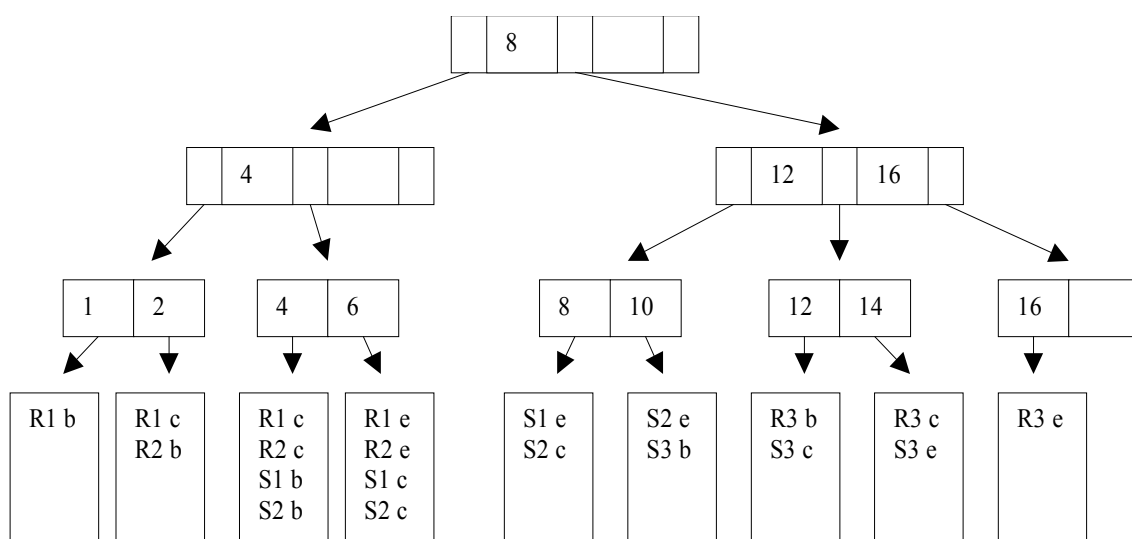 8
4
12 16
1 2
4 6
8 10
12 14
16
R1 b
R1 c
R2 b
R1 c
R2 c
S1 b
S2 b
R1 e
R2 e
S1 c
S2 c
S1 e
S2 c
S2 e
S3 b
R3 b
S3 c
R3 c
S3 e
R3 e